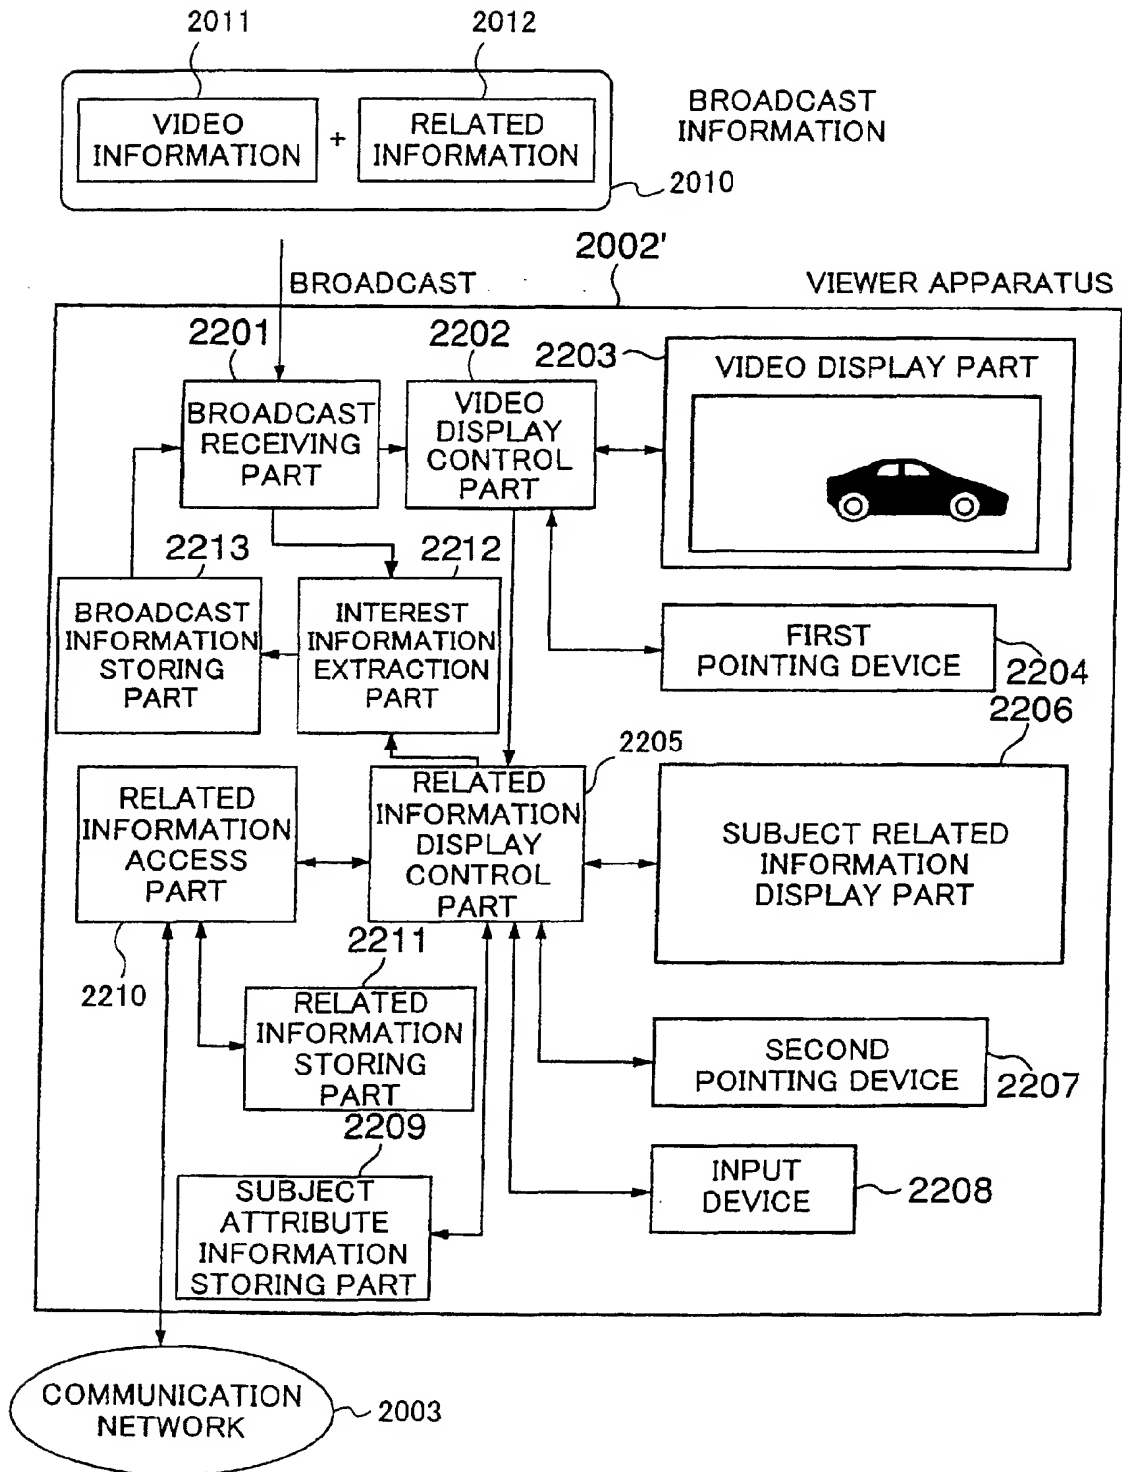 2011
2012
VIDEO
INFORMATION
+
RELATED
INFORMATION
BROADCAST
INFORMATION
2010
2002'
BROADCAST
VIEWER APPARATUS
2201
2202
2203
BROADCAST
RECEIVING
PART
VIDEO
DISPLAY
CONTROL
PART
VIDEO DISPLAY PART
2213
2212
BROADCAST
INFORMATION
STORING
PART
INTEREST
INFORMATION
EXTRACTION
PART
FIRST
POINTING DEVICE
2204
2206
2205
RELATED
INFORMATION
ACCESS
PART
RELATED
INFORMATION
DISPLAY
CONTROL
PART
SUBJECT RELATED
INFORMATION
DISPLAY PART
2210
2211
RELATED
INFORMATION
STORING
PART
SECOND
POINTING DEVICE
2207
2209
SUBJECT
ATTRIBUTE
INFORMATION
STORING PART
INPUT
DEVICE
2208
COMMUNICATION
NETWORK
2003